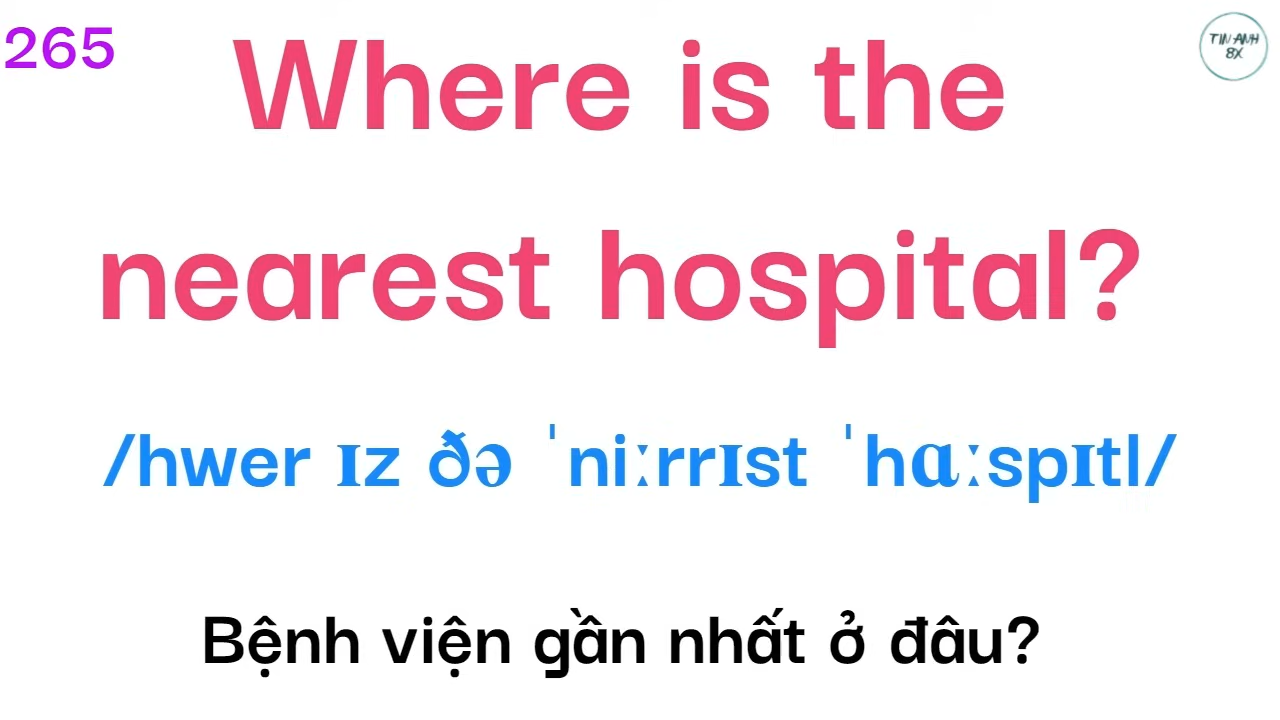 265
TIN ANH
8X
Where is the
nearest hospital?
/hwer ɪz ðə ˈniːrrɪst ˈhɑːspɪtl/
Bệnh viện gần nhất ở đâu?